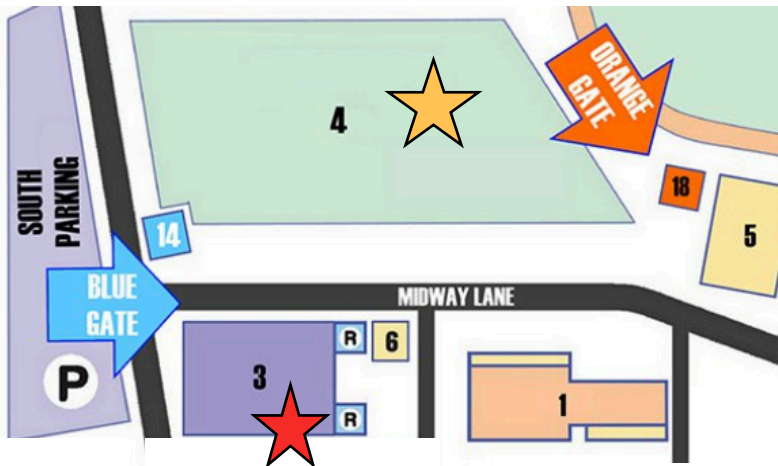 ORANGE
GATE
4
SOUTH
PARKING
18
14
5
BLUE
GATE
MIDWAY LANE
R
6
3
P
1
R